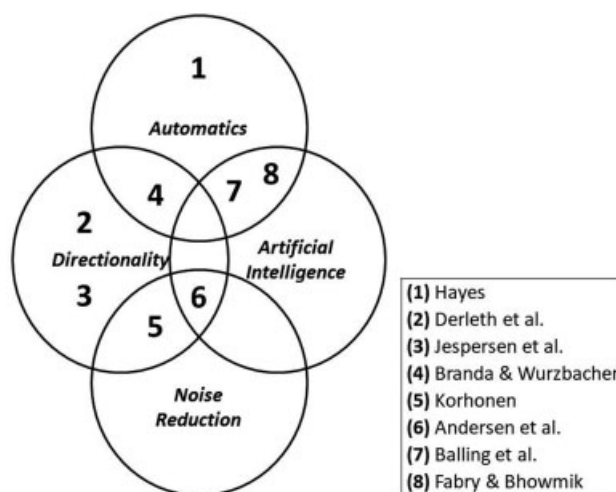 1
Automatics
4
7
8
2
Directionality
Artificial
Intelligence
3
6
5
Noise
Reduction
(1) Hayes
(2) Derleth et al.
(3) Jespersen et al.
(4) Branda & Wurzbacher
(5) Korhonen
(6) Andersen et al.
(7) Balling et al.
(8) Fabry & Bhowmik